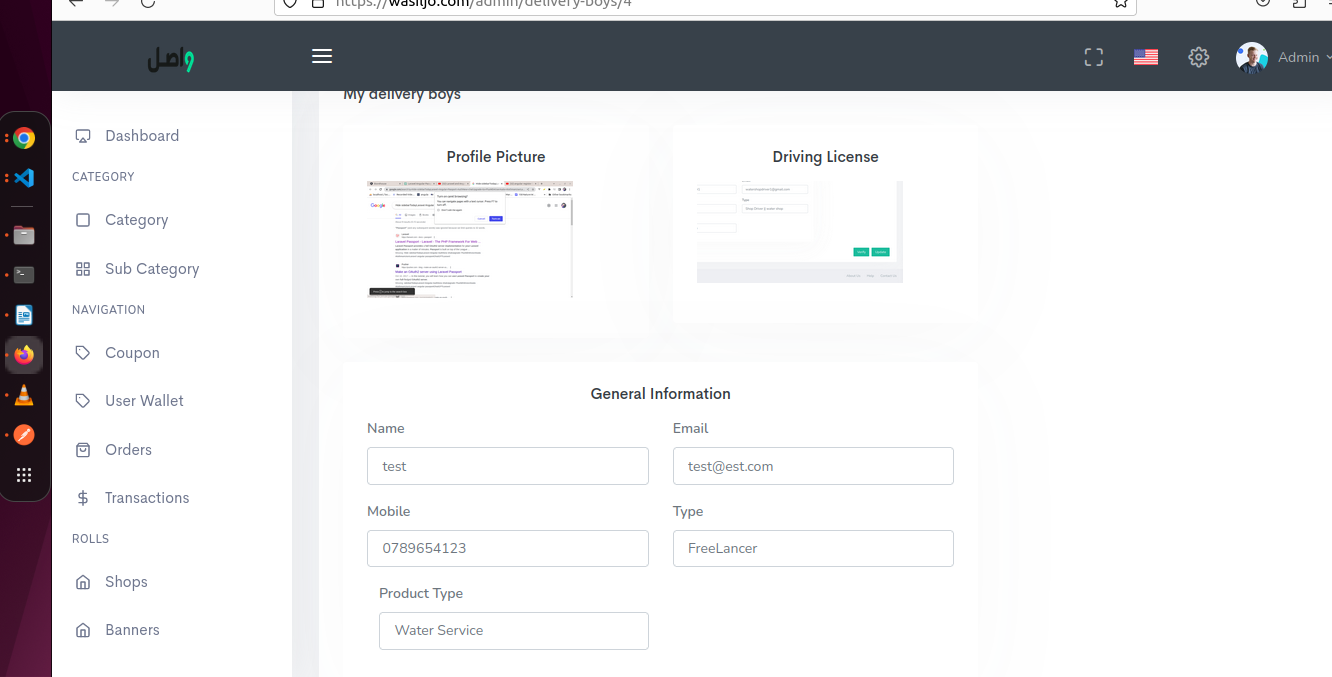 https://wasiljo.com/admin/delivery-boys/4
واصل
Admin
My delivery boys
Dashboard
CATEGORY
Category
Sub Category
NAVIGATION
Coupon
User Wallet
Orders
Transactions
ROLLS
Shops
Banners
Profile Picture
Driving License
Google
General Information
Name
Email
test
test@est.com
Mobile
Type
0789654123
FreeLancer
Product Type
Water Service